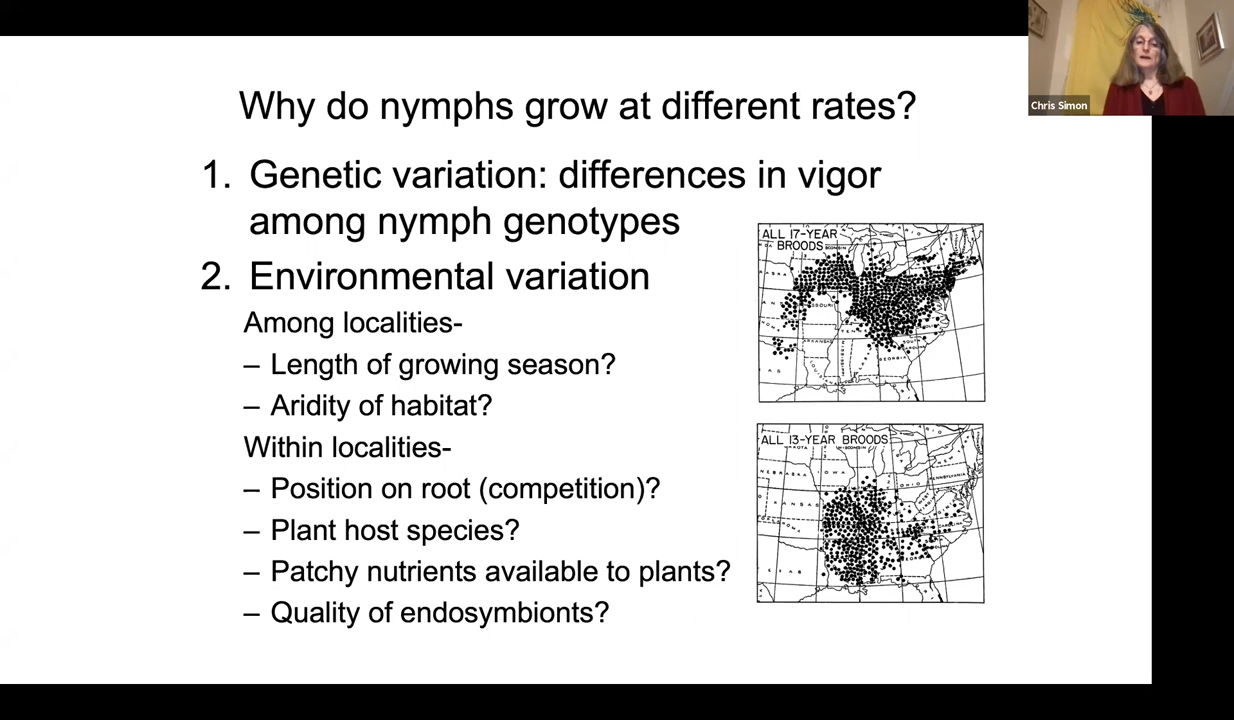 Why do nymphs grow at different rates?
1. Genetic variation: differences in vigor
among nymph genotypes
2. Environmental variation
Among localities-
– Length of growing season?
– Aridity of habitat?
Within localities-
– Position on root (competition)?
– Plant host species?
– Patchy nutrients available to plants?
– Quality of endosymbionts?
ALL 17-YEAR
BROODS
ALL 13-YEAR BROODS
Chris Simon